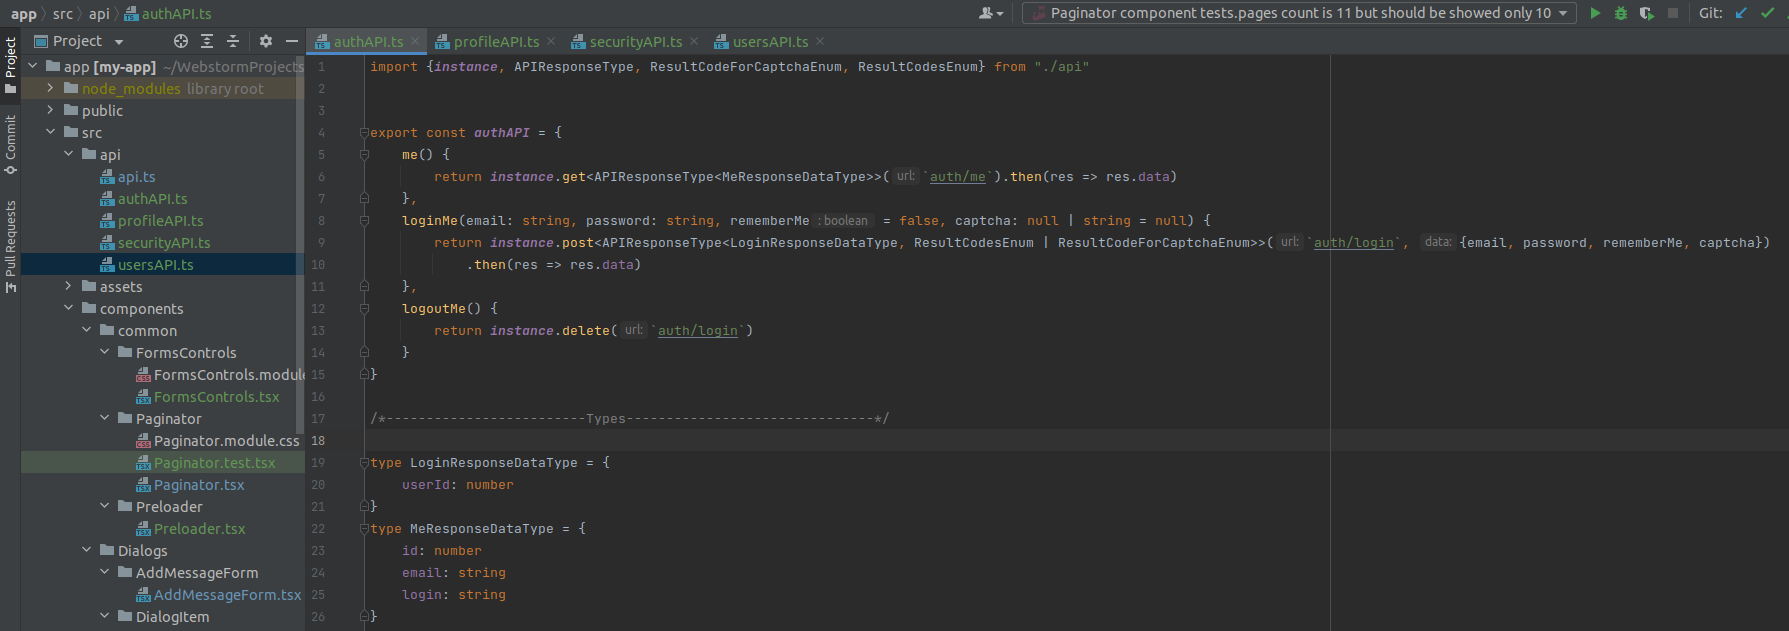 app src api authAPI.ts
Paginator component tests.pages count is 11 but should be showed only 10
Git:
Project
Commit
Pull Requests
Project
app [my-app] ~/WebstormProjects
node_modules library root
public
src
api
api.ts
authAPI.ts
profileAPI.ts
securityAPI.ts
usersAPI.ts
assets
components
common
FormsControls
FormsControls.module
FormsControls.tsx
Paginator
Paginator.module.css
Paginator.test.tsx
Paginator.tsx
Preloader
Preloader.tsx
Dialogs
AddMessageForm
AddMessageForm.tsx
DialogItem
authAPI.ts profileAPI.ts securityAPI.ts usersAPI.ts
1 import {instance, APIResponseType, ResultCodeForCaptchaEnum, ResultCodesEnum} from "./api"
2
3
4 export const authAPI = {
5 me() {
6 return instance.get<APIResponseType<MeResponseDataType>>( url: `auth/me`).then(res => res.data)
7 },
8 loginMe(email: string, password: string, rememberMe : boolean = false, captcha: null | string = null) {
9 return instance.post<APIResponseType<LoginResponseDataType, ResultCodesEnum | ResultCodeForCaptchaEnum>>( url: `auth/login`, data: {email, password, rememberMe, captcha})
10 .then(res => res.data)
11 },
12 logoutMe() {
13 return instance.delete( url: `auth/login`)
14 }
15 }
16
17 /*-------------------------Types-------------------------------*/
18
19 type LoginResponseDataType = {
20 userId: number
21 }
22 type MeResponseDataType = {
23 id: number
24 email: string
25 login: string
26 }